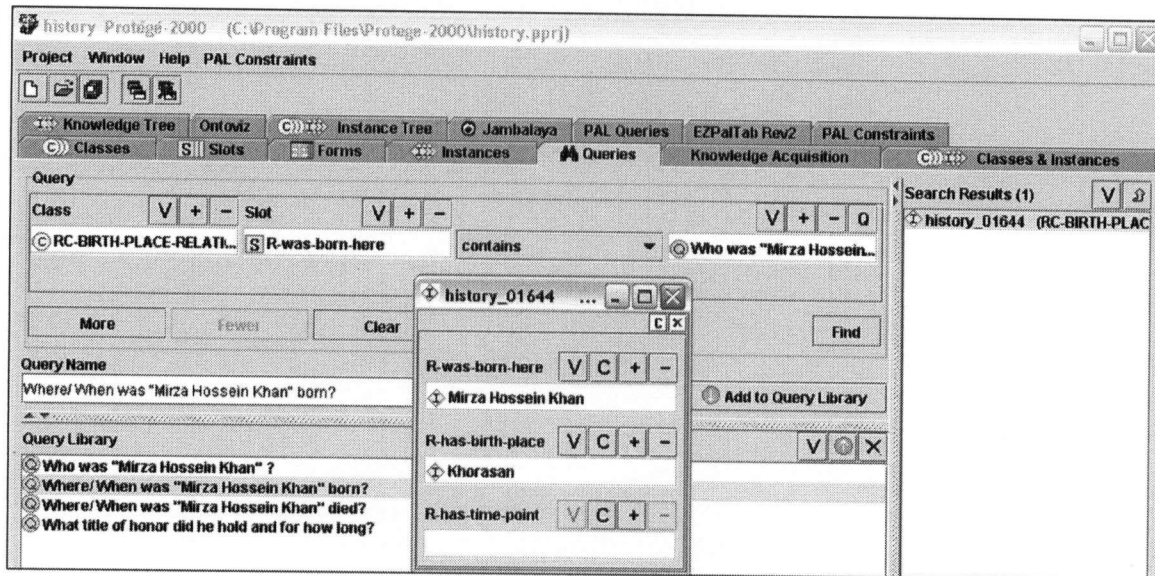 history Protégé-2000 (C:\Program Files\Protege-2000\history.pprj)
Project Window Help PAL Constraints
Knowledge Tree Ontoviz Instance Tree Jambalaya PAL Queries EZPalTab Rev2 PAL Constraints
Classes Slots Forms Instances Queries Knowledge Acquisition Classes & Instances
Query
Class V + - Slot V + - V + - Q
RC-BIRTH-PLACE-RELATI... R-was-born-here contains Who was "Mirza Hossein...
Search Results (1) V
history_01644 (RC-BIRTH-PLAC
More Fewer Clear Find
Query Name
Where/ When was "Mirza Hossein Khan" born?
Add to Query Library
Query Library V
Who was "Mirza Hossein Khan" ?
Where/ When was "Mirza Hossein Khan" born?
Where/ When was "Mirza Hossein Khan" died?
What title of honor did he hold and for how long?
history_01644 ...
C x
R-was-born-here V C + -
Mirza Hossein Khan
R-has-birth-place V C + -
Khorasan
R-has-time-point V C + -